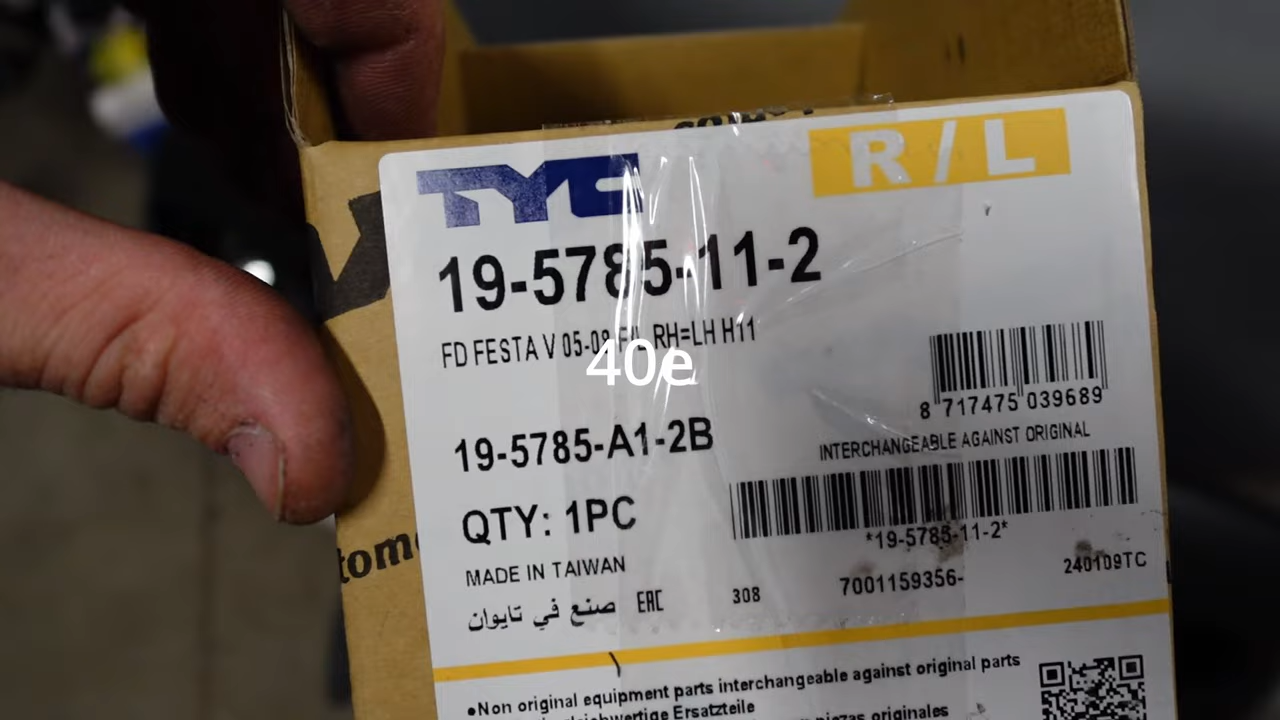 TYC
R/L
19-5785-11-2
FD FESTA V 05-08 F/L RH=LH H11
40e
8 717475 039689
19-5785-A1-2B
INTERCHANGEABLE AGAINST ORIGINAL
QTY: 1PC
*19-5785-11-2*
MADE IN TAIWAN
7001159356-
240109TC
صنع في تايوان
EAC
308
•Non original equipment parts interchangeable against original parts
Ersatzteile
piezas originales